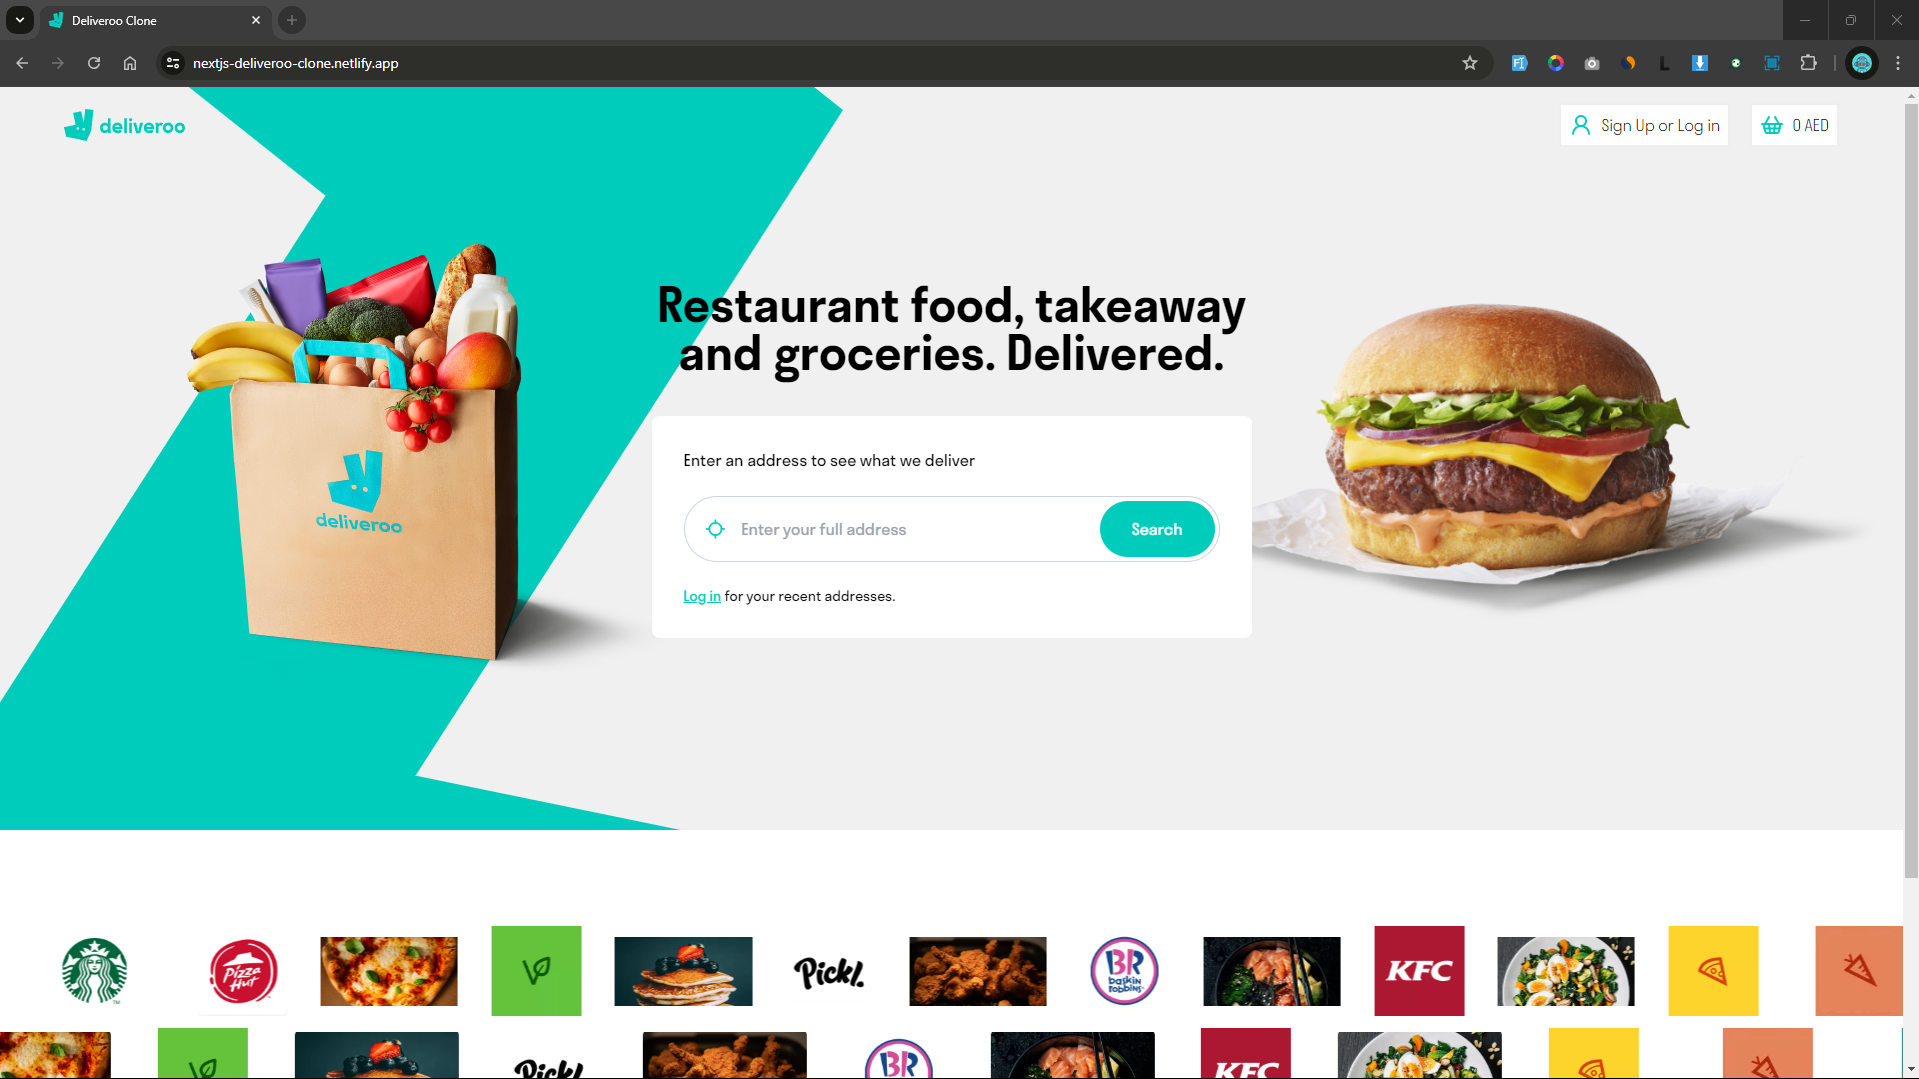 Deliveroo Clone
nextjs-deliveroo-clone.netlify.app
deliveroo
Sign Up or Log in
0 AED
Restaurant food, takeaway
and groceries. Delivered.
deliveroo
Enter an address to see what we deliver
Enter your full address
Search
Log in for your recent addresses.
Pizza
Hut
Pickl.
BR
baskin
robbins
KFC
Pickl
BR
KFC